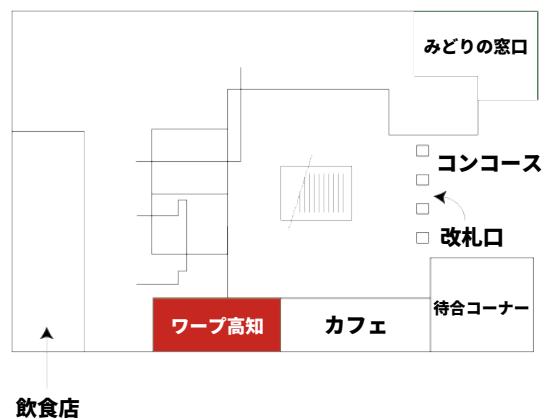 みどりの窓口
コンコース
改札口
待合コーナー
ワープ高知
カフェ
飲食店